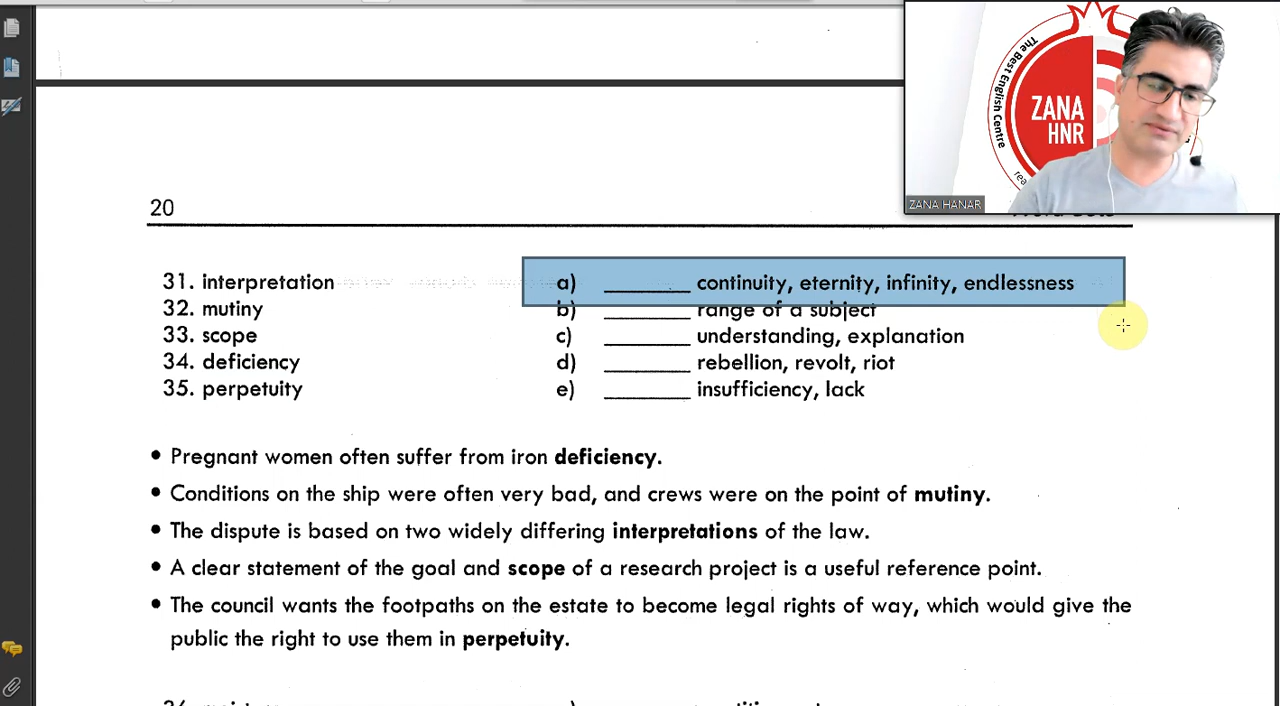 The Best English Centre
ZANA
HNR
ZANA HANAR
20
31. interpretation a) ________ continuity, eternity, infinity, endlessness
32. mutiny b) ________ range of a subject
33. scope c) ________ understanding, explanation
34. deficiency d) ________ rebellion, revolt, riot
35. perpetuity e) ________ insufficiency, lack
• Pregnant women often suffer from iron deficiency.
• Conditions on the ship were often very bad, and crews were on the point of mutiny.
• The dispute is based on two widely differing interpretations of the law.
• A clear statement of the goal and scope of a research project is a useful reference point.
• The council wants the footpaths on the estate to become legal rights of way, which would give the
public the right to use them in perpetuity.